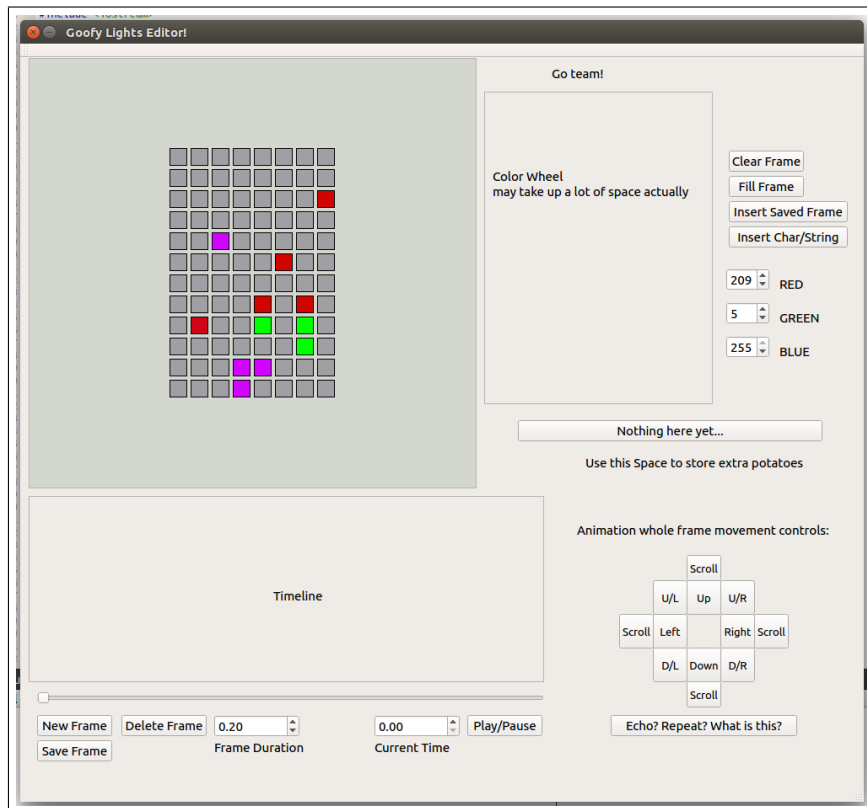 #include <iostream>
Goofy Lights Editor!
Go team!
Color Wheel
may take up a lot of space actually
Clear Frame
Fill Frame
Insert Saved Frame
Insert Char/String
209 RED
5 GREEN
255 BLUE
Nothing here yet...
Use this Space to store extra potatoes
Timeline
Animation whole frame movement controls:
Scroll
U/L Up U/R
Scroll Left Right Scroll
D/L Down D/R
Scroll
New Frame Delete Frame 0.20 0.00 Play/Pause Echo? Repeat? What is this?
Save Frame Frame Duration Current Time